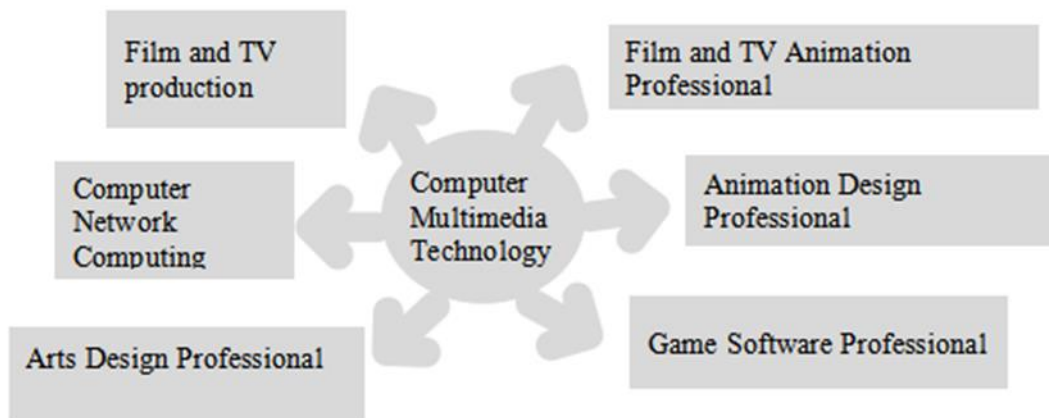 Film and TV
production
Film and TV Animation
Professional
Computer
Network
Computing
Computer
Multimedia
Technology
Animation Design
Professional
Arts Design Professional
Game Software Professional